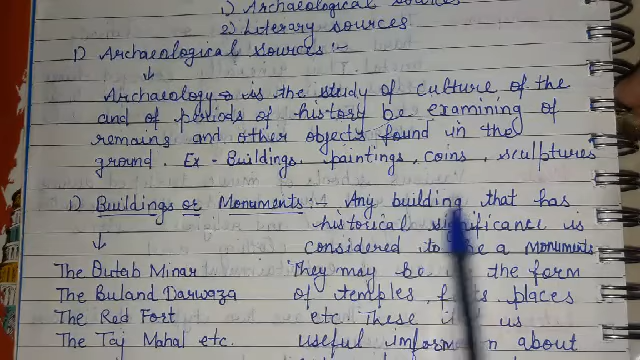 1) Archaeological sources
2) Literary sources
1) Archaeological sources :-
↓
Archaeology → is the study of culture of the
and of periods of history be examining of
remains and other objects found in the
ground. Ex - Buildings, paintings, coins, sculptures
1) Buildings or Monuments :- Any building that has
historical significance is
↓ considered to be a Monuments
The Qutab Minar They may be the form
The Buland Darwaza of temples, places
The Red Fort etc. These us
The Taj Mahal etc. useful about